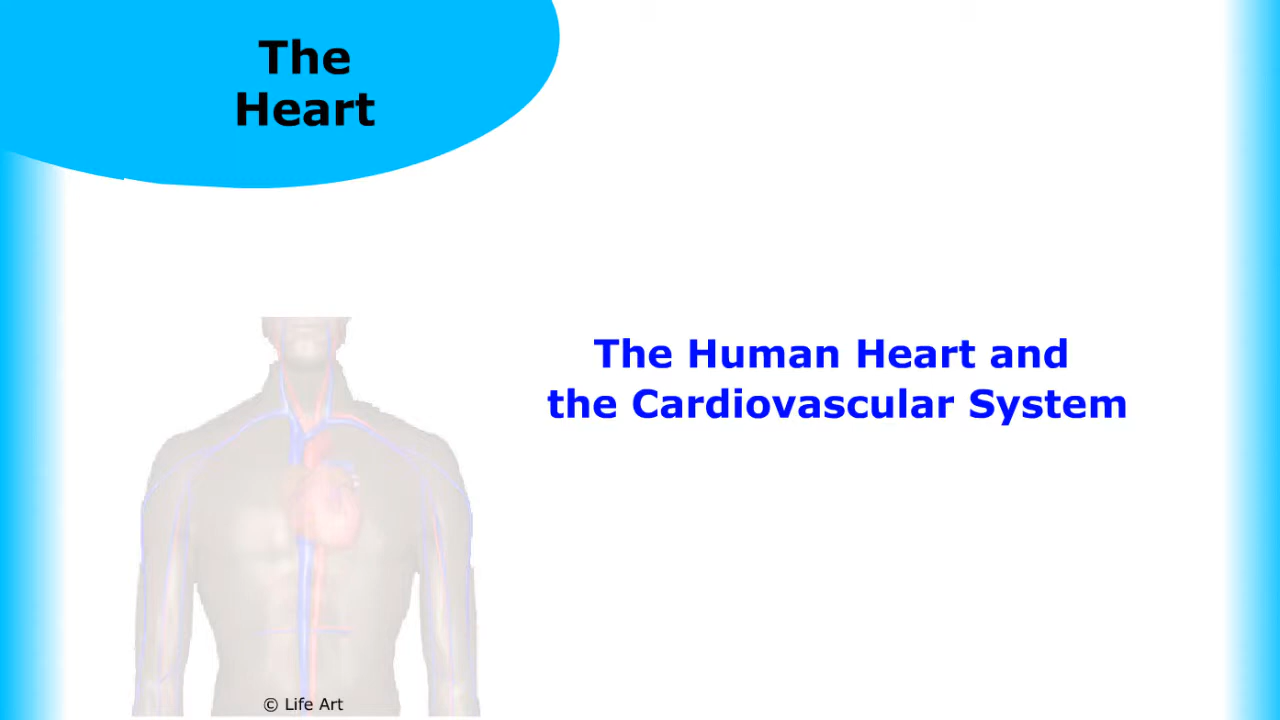 The
Heart
The Human Heart and
the Cardiovascular System
© Life Art